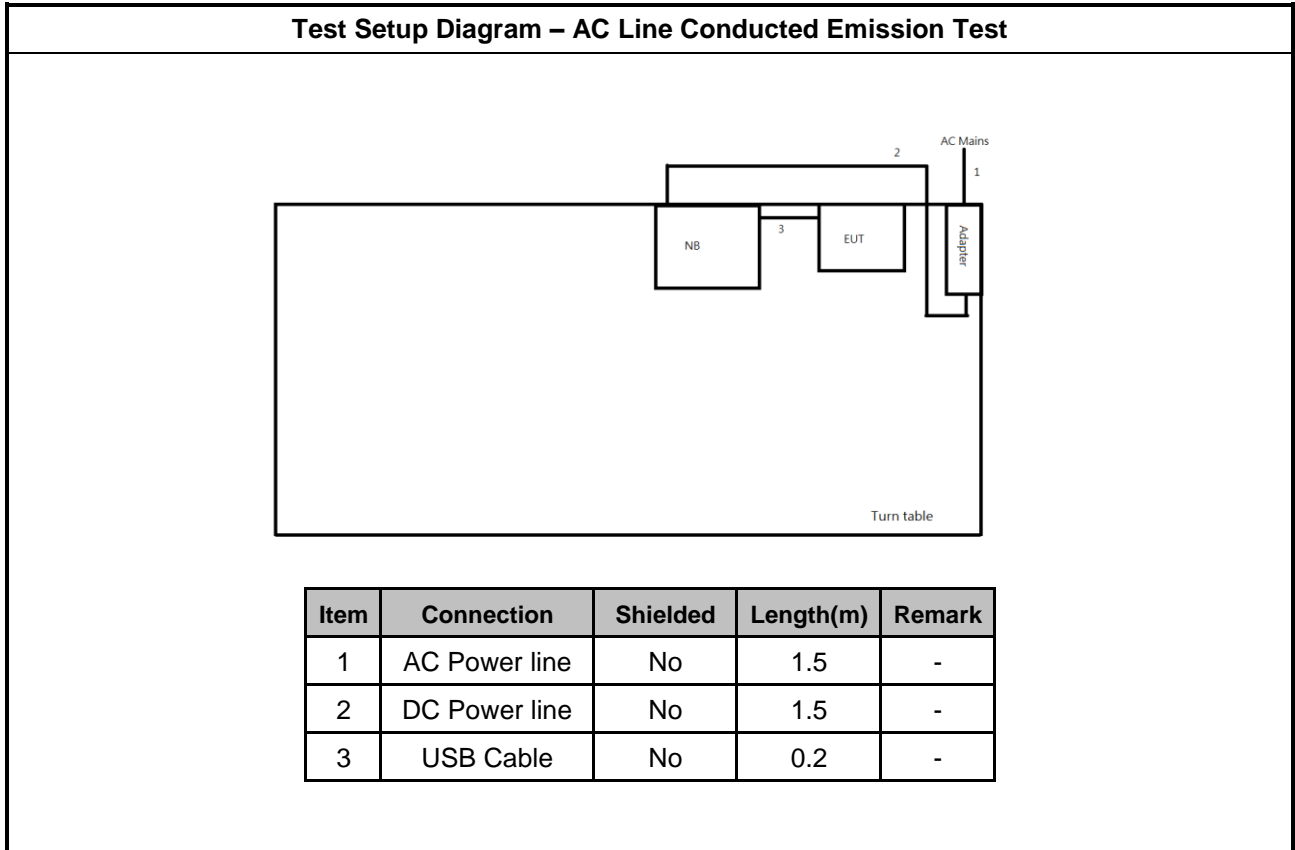 Test Setup Diagram – AC Line Conducted Emission Test
AC Mains
2
1
NB
3
EUT
Adapter
Turn table
Item Connection Shielded Length(m) Remark
1 AC Power line No 1.5 -
2 DC Power line No 1.5 -
3 USB Cable No 0.2 -